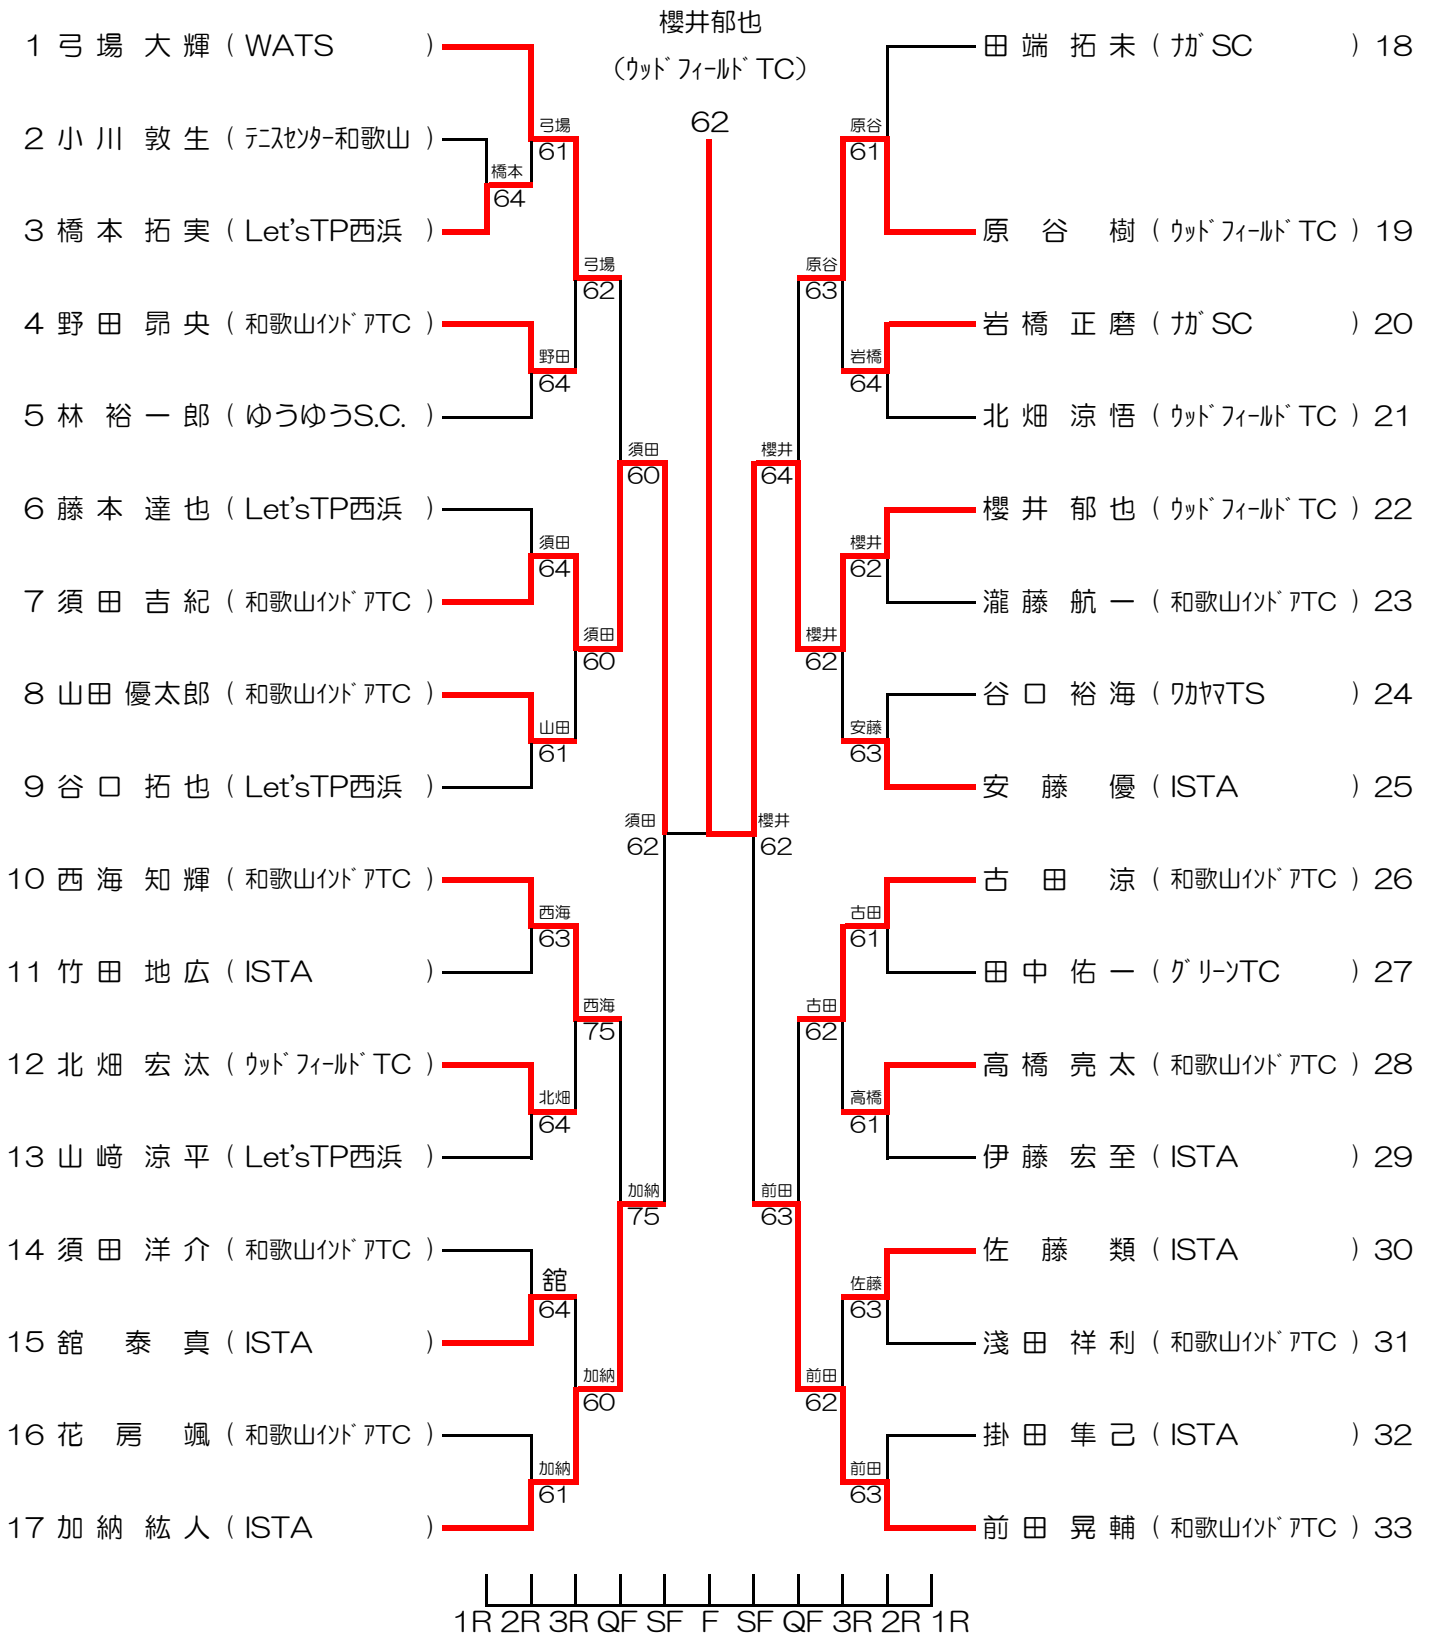 櫻井郁也
(ウッドフィールドTC)
62
1 弓場 大輝 ( WATS )
2 小川 敦生 ( テニスセンター和歌山 )
3 橋本 拓実 ( Let'sTP西浜 )
4 野田 昴央 ( 和歌山インドアTC )
5 林 裕一郎 ( ゆうゆうS.C. )
6 藤本 達也 ( Let'sTP西浜 )
7 須田 吉紀 ( 和歌山インドアTC )
8 山田 優太郎 ( 和歌山インドアTC )
9 谷口 拓也 ( Let'sTP西浜 )
10 西海 知輝 ( 和歌山インドアTC )
11 竹田 地広 ( ISTA )
12 北畑 宏汰 ( ウッドフィールドTC )
13 山﨑 涼平 ( Let'sTP西浜 )
14 須田 洋介 ( 和歌山インドアTC )
15 舘 泰真 ( ISTA )
16 花房 颯 ( 和歌山インドアTC )
17 加納 紘人 ( ISTA )
橋本
64
弓場
61
野田
64
須田
64
山田
61
西海
63
北畑
64
舘
64
加納
61
弓場
62
須田
60
西海
75
加納
60
須田
60
加納
75
須田
62
櫻井
62
櫻井
64
前田
63
原谷
63
櫻井
62
古田
62
前田
62
原谷
61
岩橋
64
櫻井
62
安藤
63
古田
61
高橋
61
佐藤
63
前田
63
田端 拓未 ( ナガSC ) 18
原谷 樹 ( ウッドフィールドTC ) 19
岩橋 正磨 ( ナガSC ) 20
北畑 涼悟 ( ウッドフィールドTC ) 21
櫻井 郁也 ( ウッドフィールドTC ) 22
瀧藤 航一 ( 和歌山インドアTC ) 23
谷口 裕海 ( ワカヤマTS ) 24
安藤 優 ( ISTA ) 25
古田 涼 ( 和歌山インドアTC ) 26
田中 佑一 ( グリーンTC ) 27
高橋 亮太 ( 和歌山インドアTC ) 28
伊藤 宏至 ( ISTA ) 29
佐藤 類 ( ISTA ) 30
淺田 祥利 ( 和歌山インドアTC ) 31
掛田 隼己 ( ISTA ) 32
前田 晃輔 ( 和歌山インドアTC ) 33
1R 2R 3R QF SF F SF QF 3R 2R 1R